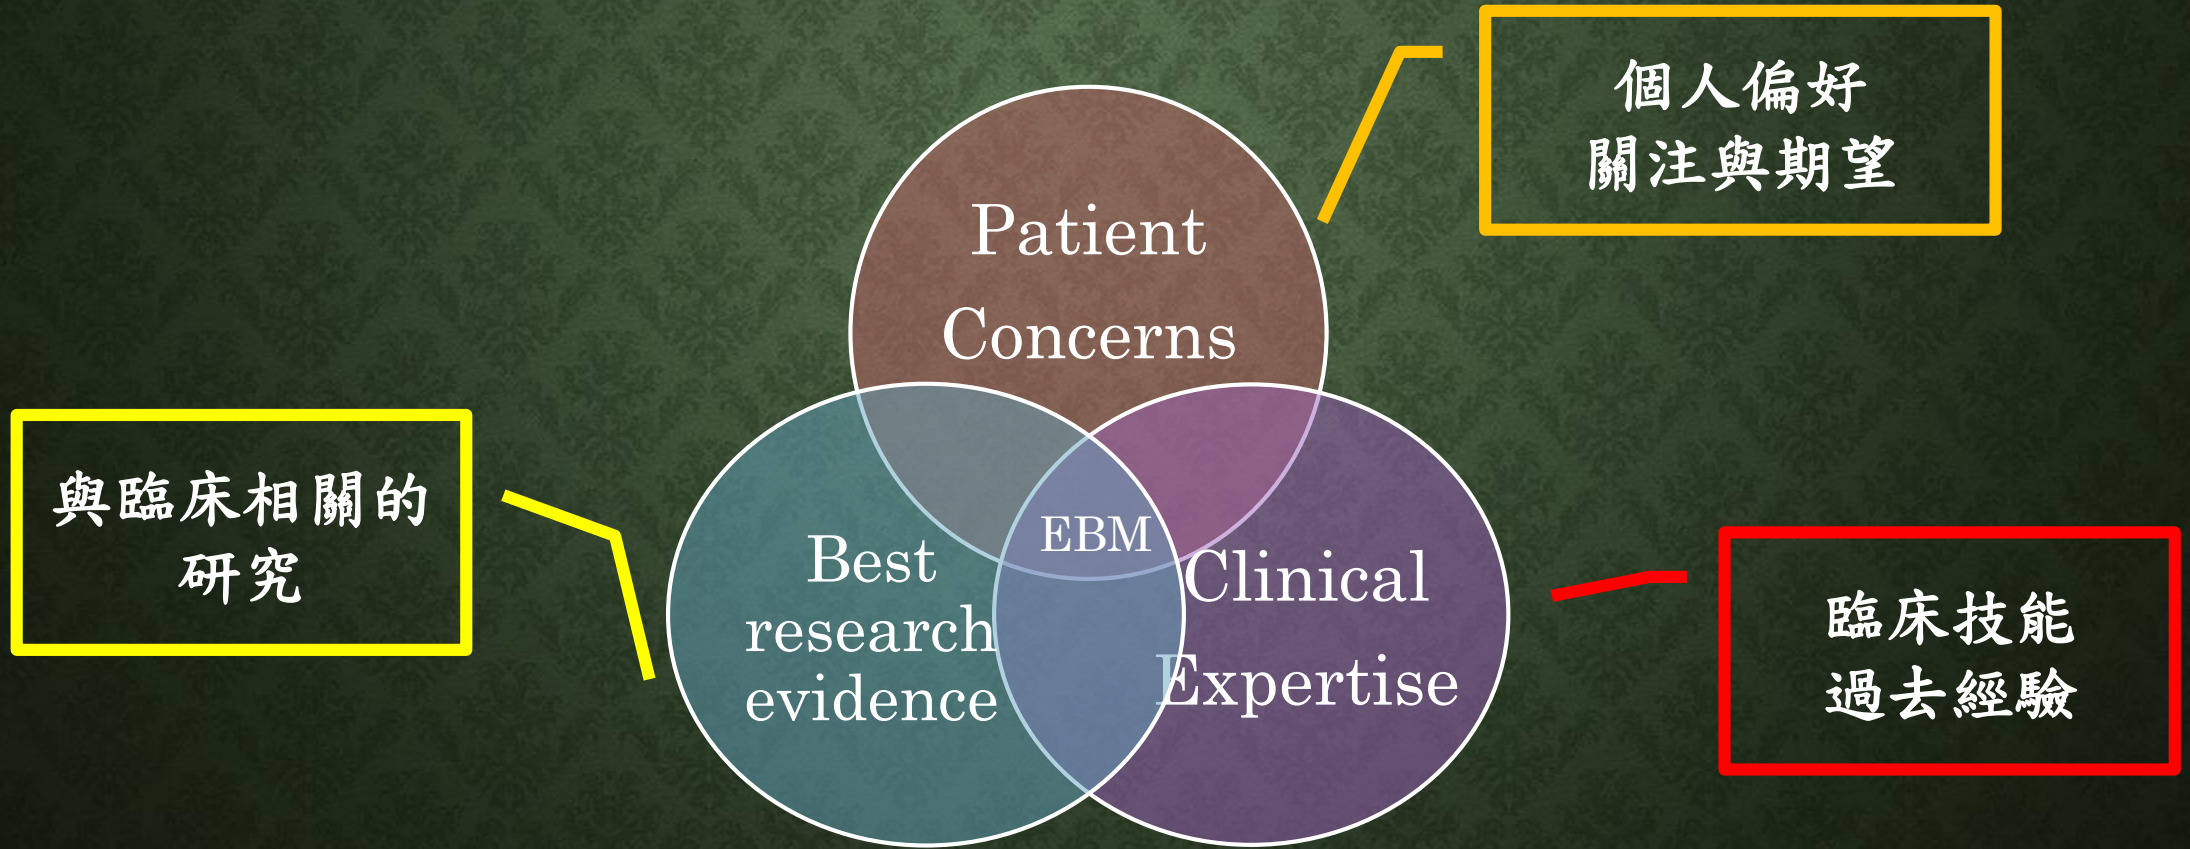 個人偏好
關注與期望
Patient
Concerns
與臨床相關的
研究
EBM
Best
research
evidence
Clinical
Expertise
臨床技能
過去經驗